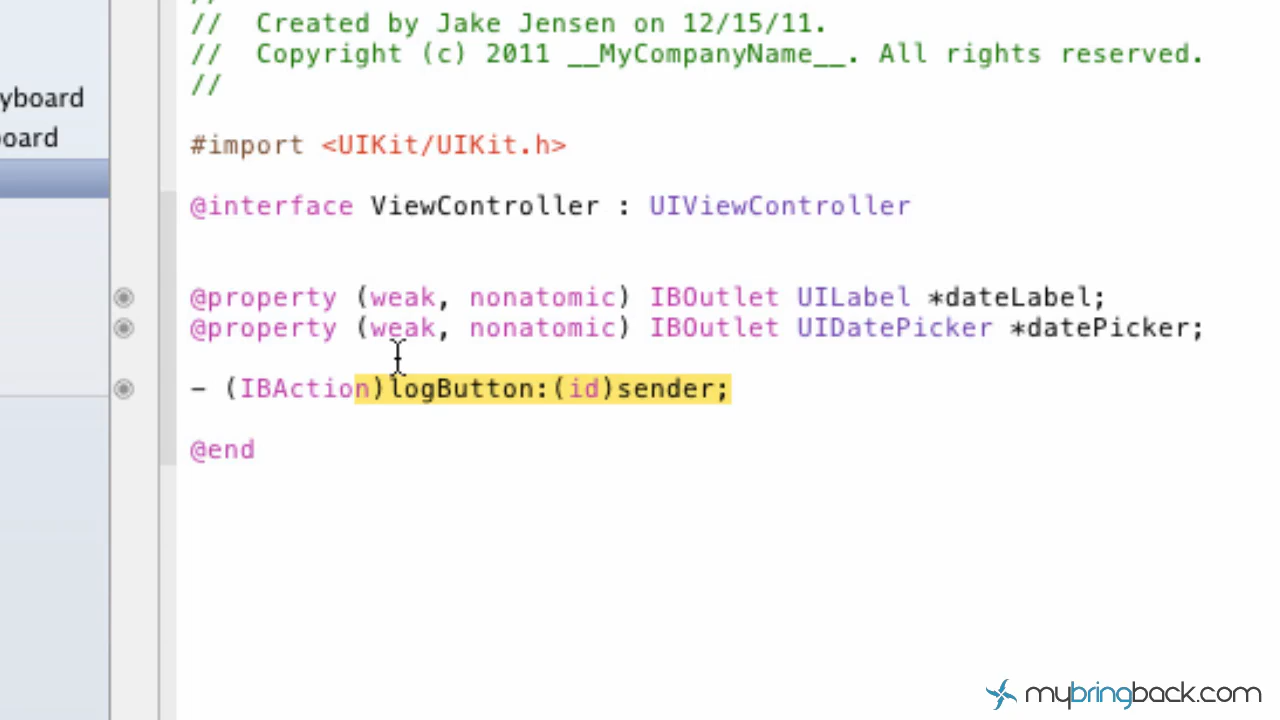 //
// Created by Jake Jensen on 12/15/11.
// Copyright (c) 2011 __MyCompanyName__. All rights reserved.
//
yboard
oard
#import <UIKit/UIKit.h>
@interface ViewController : UIViewController
@property (weak, nonatomic) IBOutlet UILabel *dateLabel;
@property (weak, nonatomic) IBOutlet UIDatePicker *datePicker;
- (IBAction)logButton:(id)sender;
@end
mybringback.com